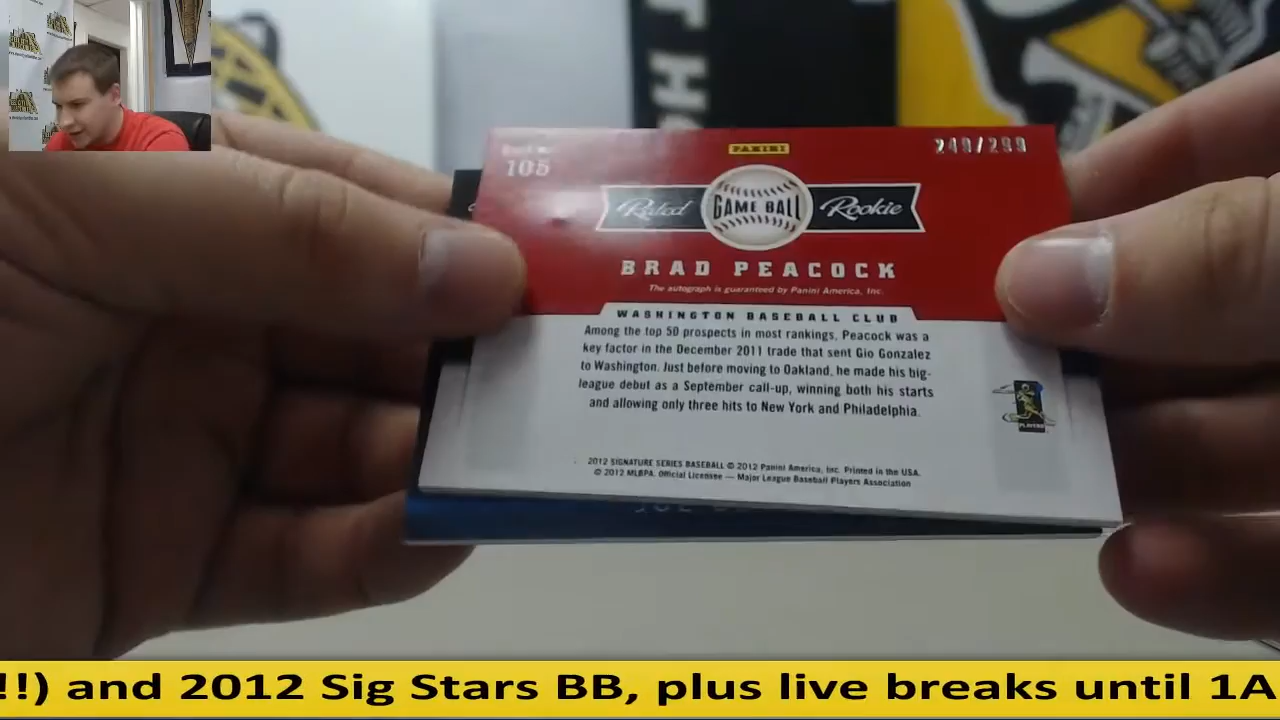 TH
105
PANINI
249/299
Rated
GAME BALL
Rookie
BRAD PEACOCK
The autograph is guaranteed by Panini America, Inc.
WASHINGTON BASEBALL CLUB
Among the top 50 prospects in most rankings, Peacock was a
key factor in the December 2011 trade that sent Gio Gonzalez
to Washington. Just before moving to Oakland, he made his big-
league debut as a September call-up, winning both his starts
and allowing only three hits to New York and Philadelphia.
PLAYERS
2012 SIGNATURE SERIES BASEBALL © 2012 Panini America, Inc. Printed in the USA.
© 2012 MLBPA. Official Licensee — Major League Baseball Players Association
!!) and 2012 Sig Stars BB, plus live breaks until 1A